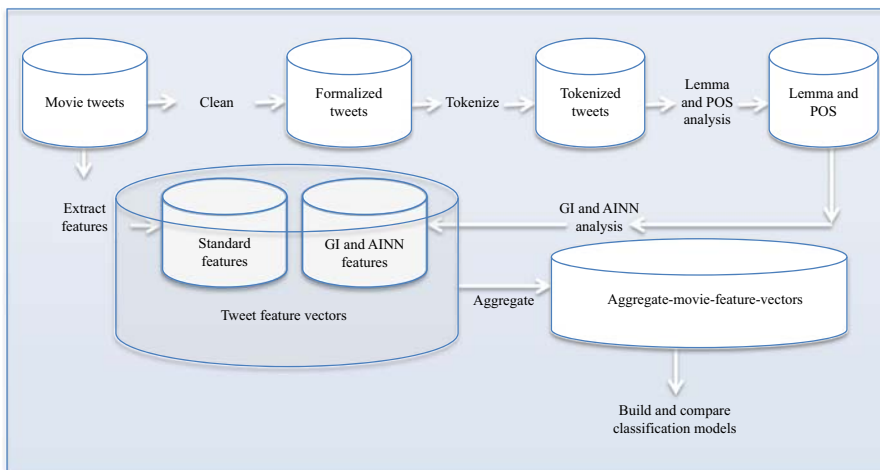 Movie tweets
Clean
Formalized
tweets
Tokenize
Tokenized
tweets
Lemma
and POS
analysis
Lemma and
POS
Extract
features
Standard
features
GI and AINN
features
GI and AINN
analysis
Tweet feature vectors
Aggregate
Aggregate-movie-feature-vectors
Build and compare
classification models